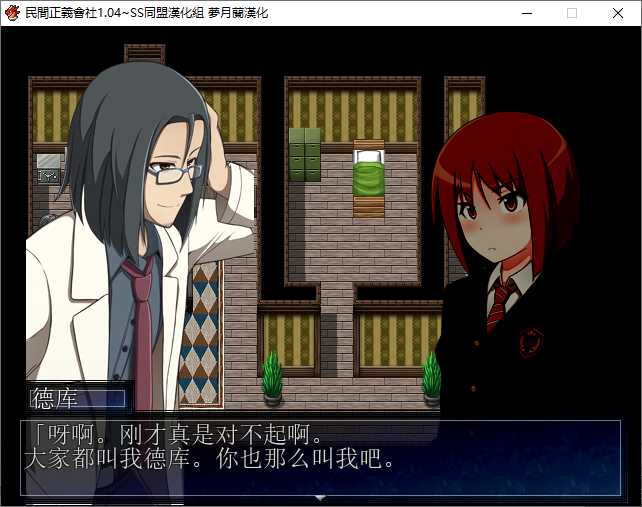 民間正義會社1.04~SS同盟漢化組 夢月蘭漢化
德库
「呀啊。刚才真是对不起啊。
大家都叫我德库。你也那么叫我吧。